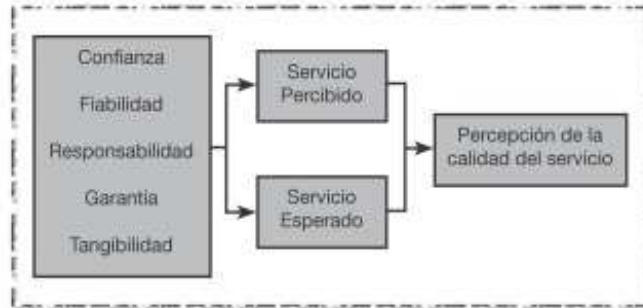 Confianza
Fiabilidad
Responsabilidad
Garantía
Tangibilidad
Servicio
Percibido
Servicio
Esperado
Percepción de la
calidad del servicio